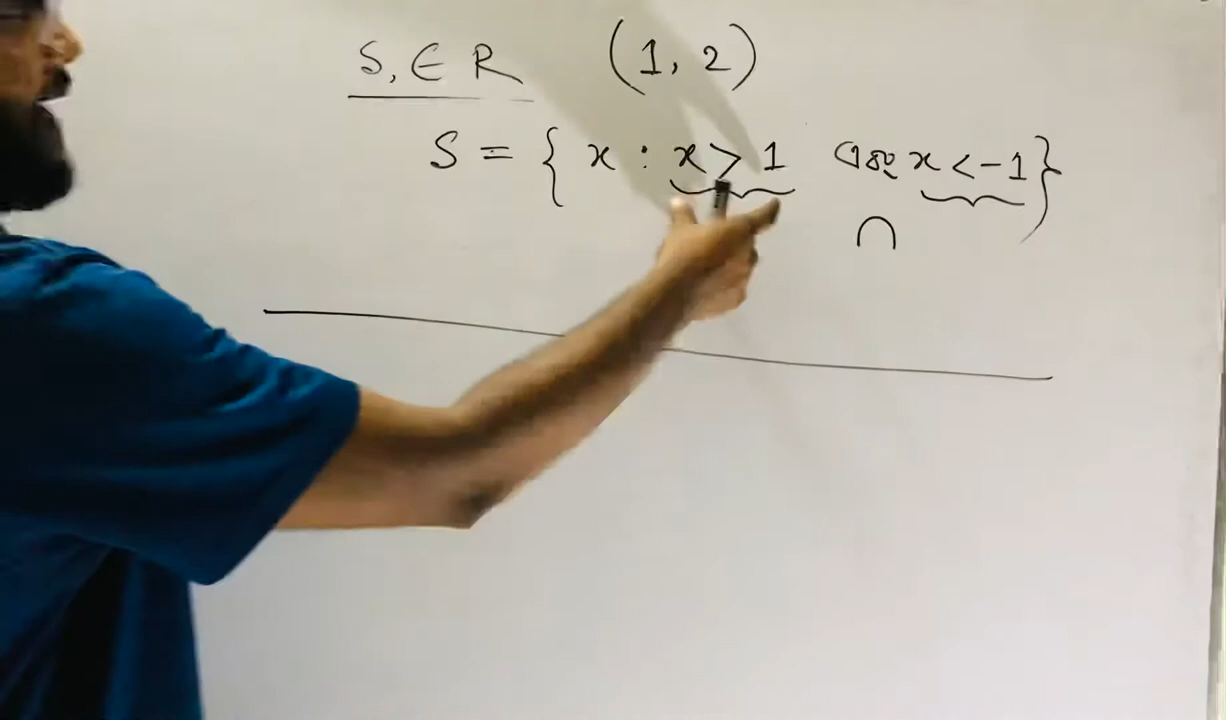 S, ∈ R (1, 2)
S = { x : x > 1 এবং x < -1 }
∩